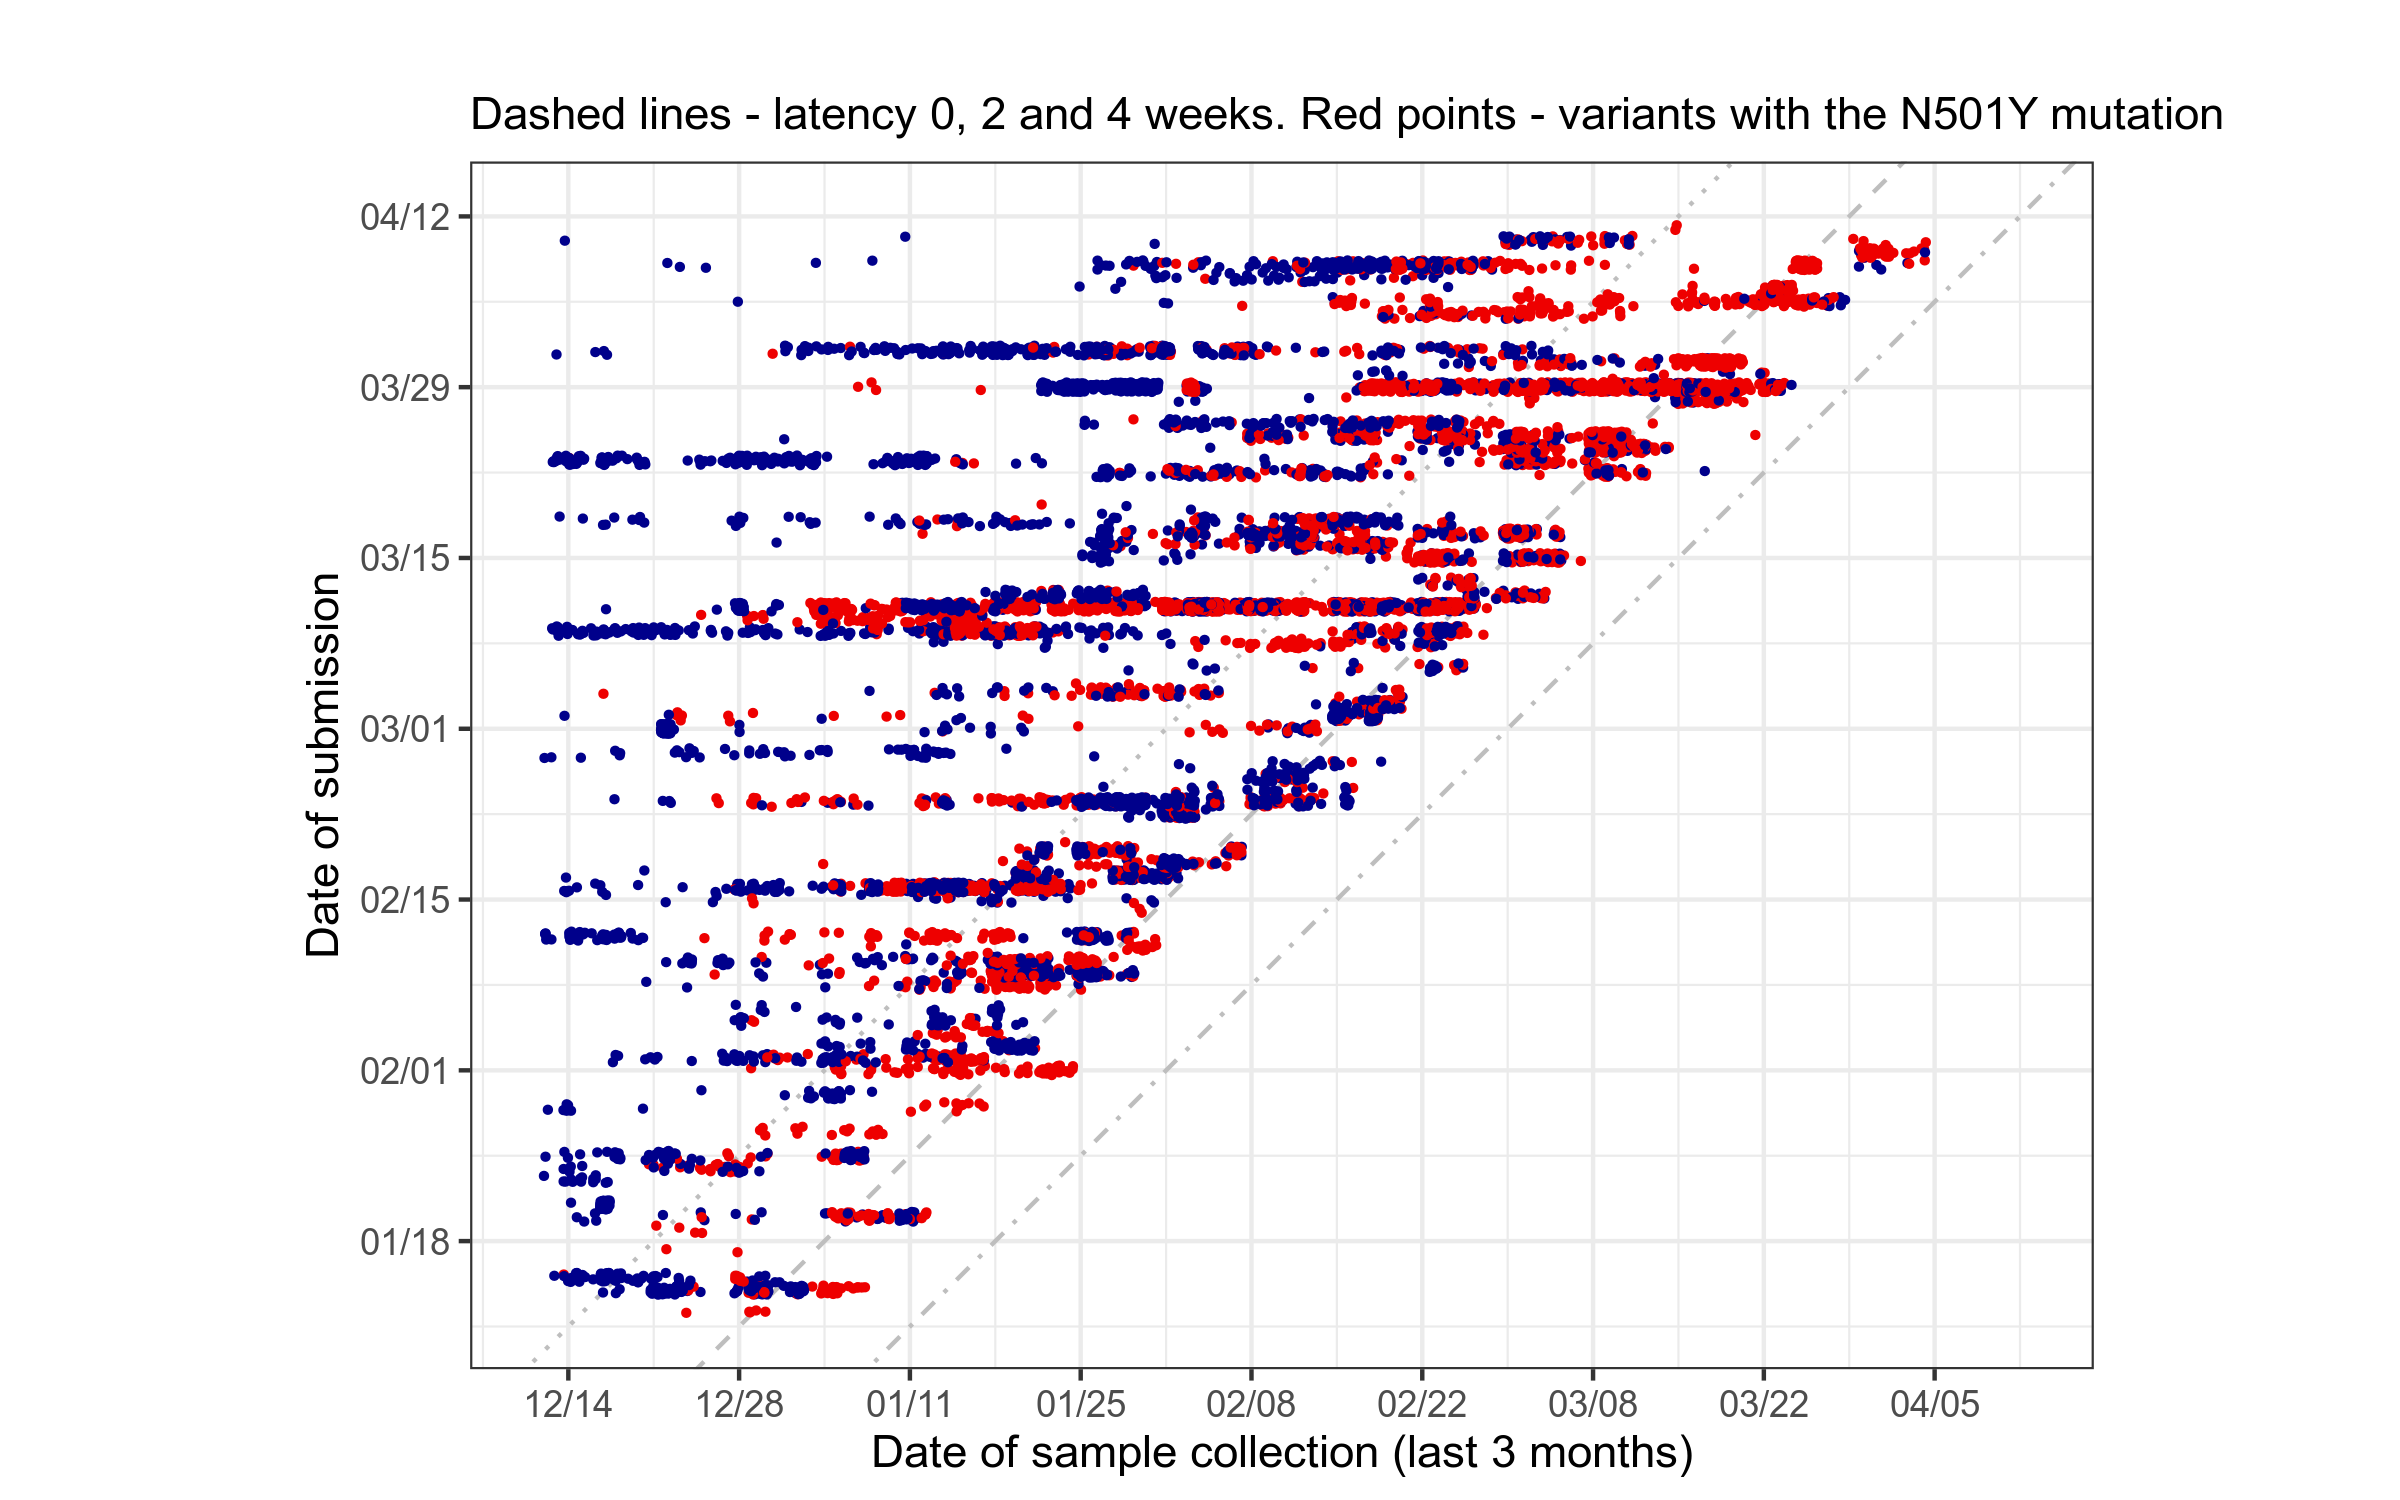 Dashed lines - latency 0, 2 and 4 weeks. Red points - variants with the N501Y mutation
Date of submission
04/12
03/29
03/15
03/01
02/15
02/01
01/18
12/14 12/28 01/11 01/25 02/08 02/22 03/08 03/22 04/05
Date of sample collection (last 3 months)